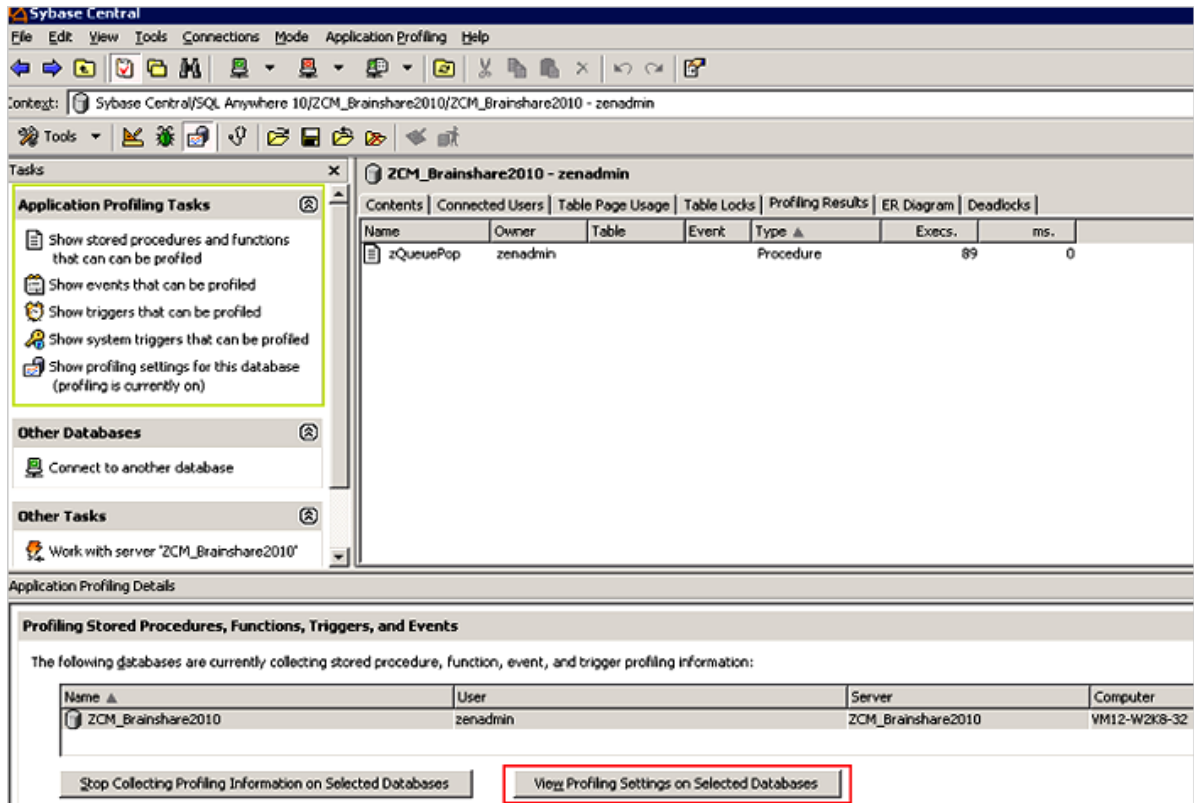 Sybase Central
File Edit View Tools Connections Mode Application Profiling Help
Context: Sybase Central/SQL Anywhere 10/ZCM_Brainshare2010/ZCM_Brainshare2010 - zenadmin
Tools
Tasks
Application Profiling Tasks
Show stored procedures and functions
that can can be profiled
Show events that can be profiled
Show triggers that can be profiled
Show system triggers that can be profiled
Show profiling settings for this database
(profiling is currently on)
Other Databases
Connect to another database
Other Tasks
Work with server "ZCM_Brainshare2010"
ZCM_Brainshare2010 - zenadmin
Contents Connected Users Table Page Usage Table Locks Profiling Results ER Diagram Deadlocks
Name Owner Table Event Type Execs. ms.
zQueuePop zenadmin Procedure 89 0
Application Profiling Details
Profiling Stored Procedures, Functions, Triggers, and Events
The following databases are currently collecting stored procedure, function, event, and trigger profiling information:
Name User Server Computer
ZCM_Brainshare2010 zenadmin ZCM_Brainshare2010 VM12-W2K8-32
Stop Collecting Profiling Information on Selected Databases View Profiling Settings on Selected Databases